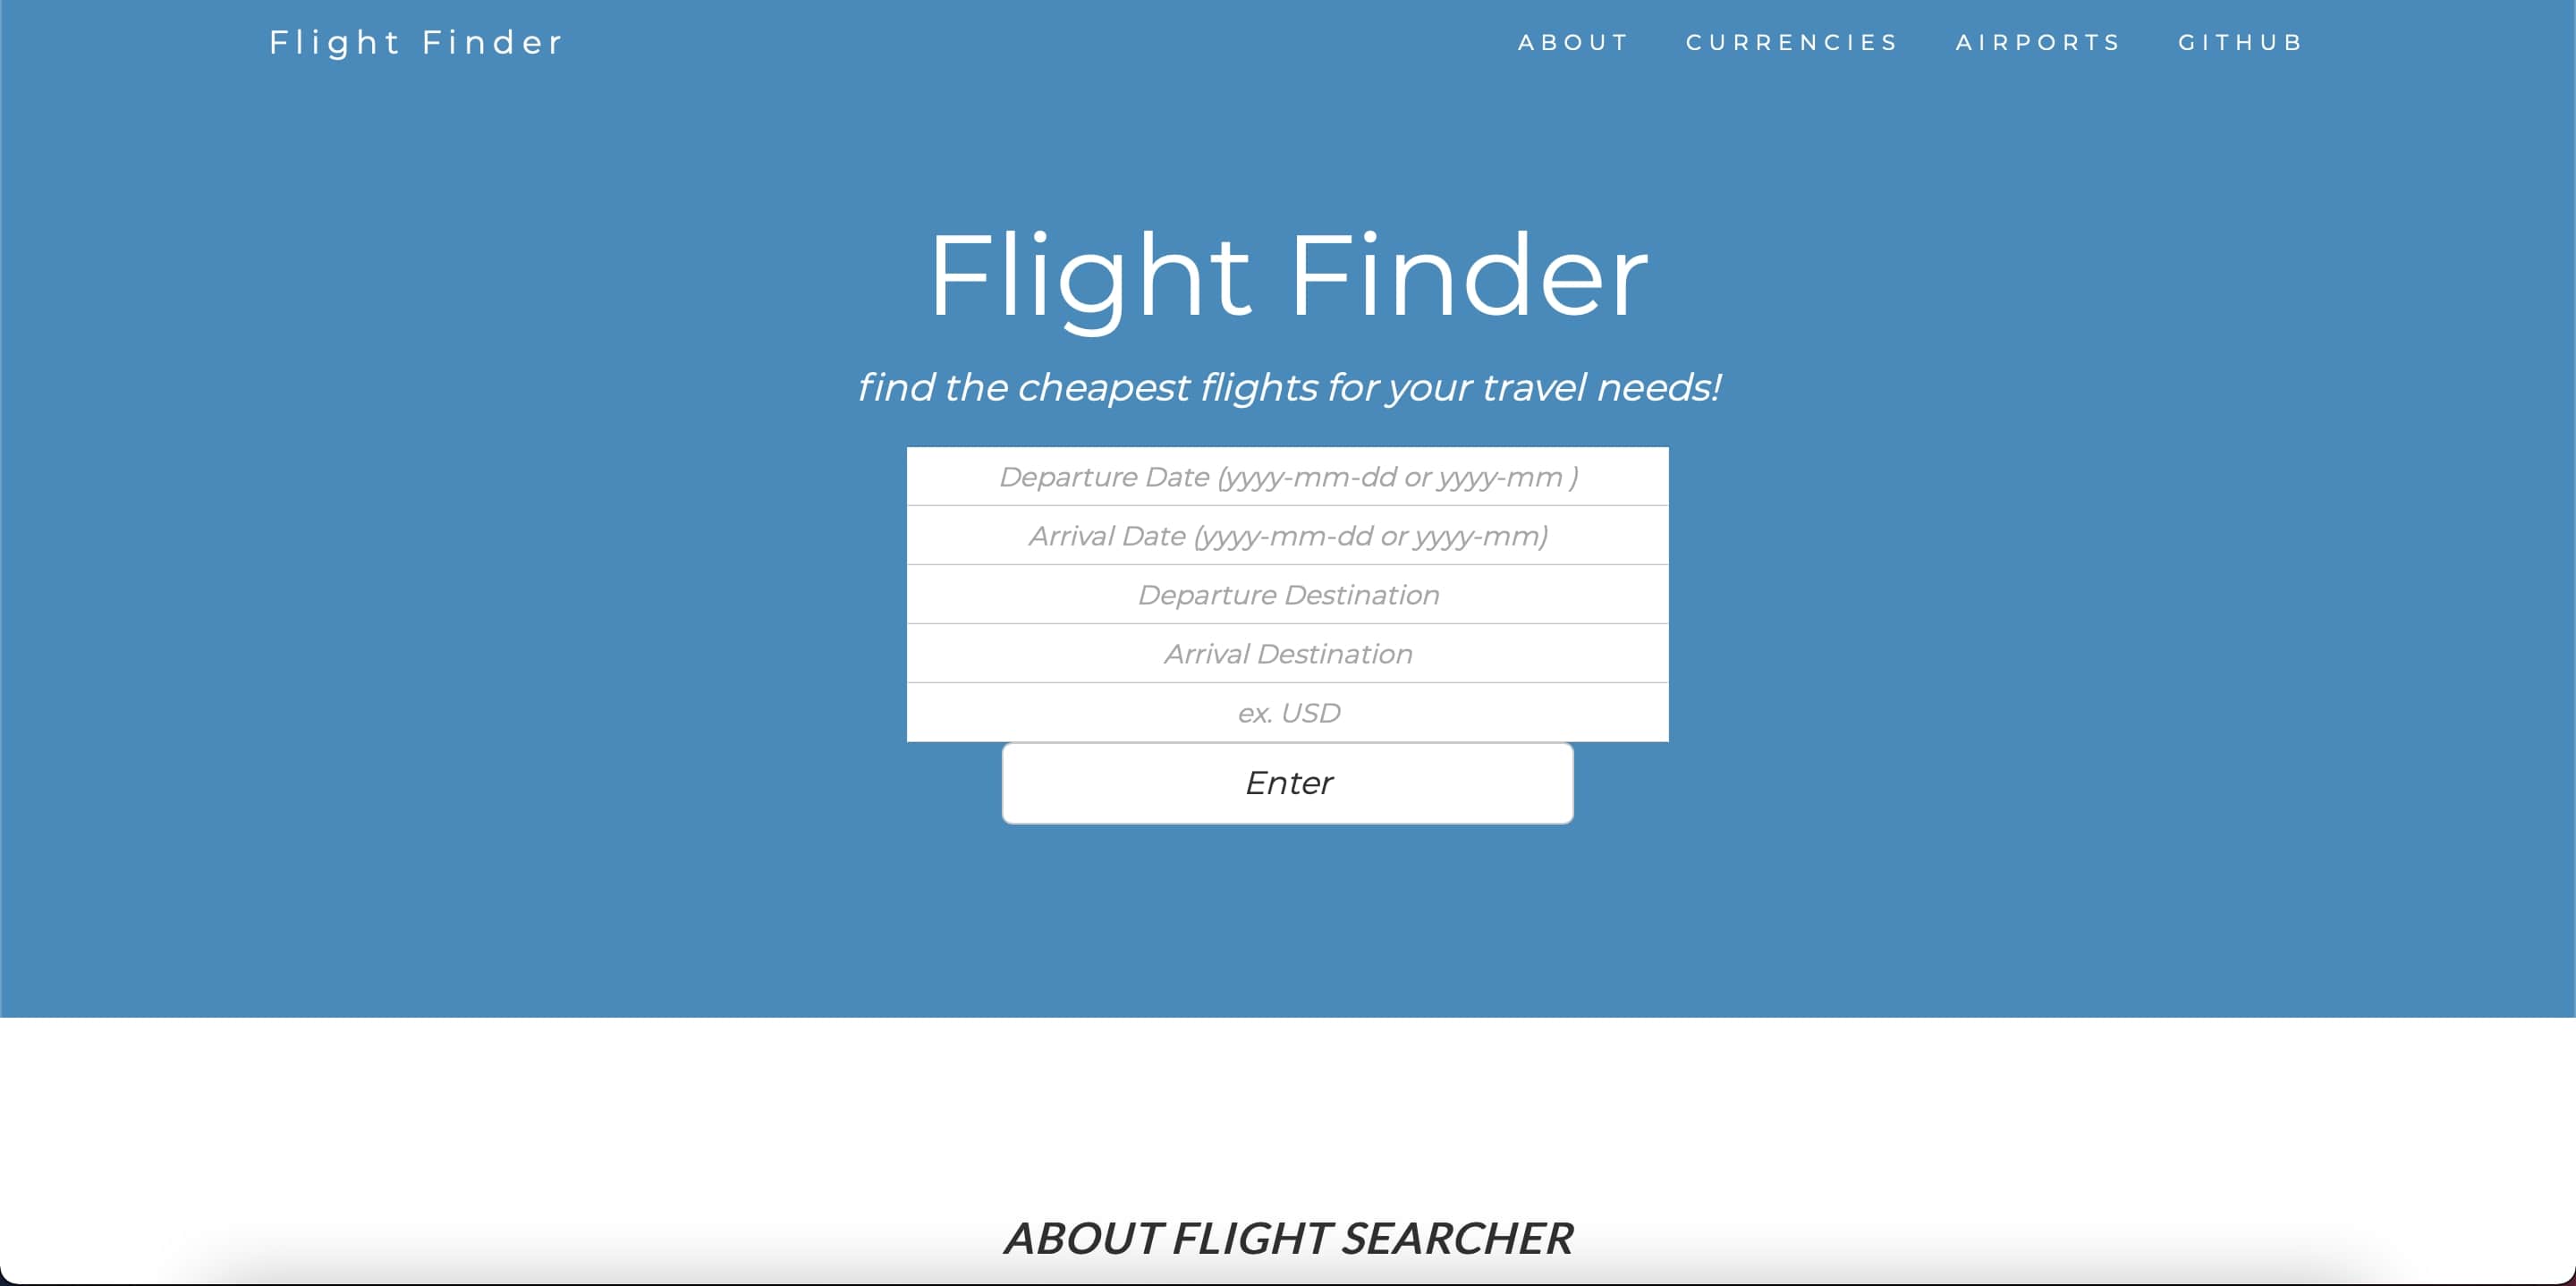 Flight Finder
ABOUT CURRENCIES AIRPORTS GITHUB
Flight Finder
find the cheapest flights for your travel needs!
Departure Date (yyyy-mm-dd or yyyy-mm )
Arrival Date (yyyy-mm-dd or yyyy-mm)
Departure Destination
Arrival Destination
ex. USD
Enter
ABOUT FLIGHT SEARCHER